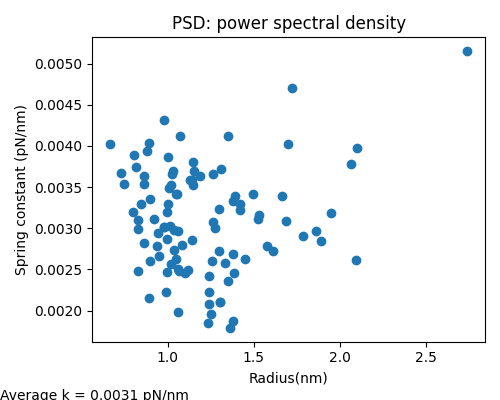 PSD: power spectral density
0.0050
0.0045
0.0040
0.0035
0.0030
0.0025
0.0020
Spring constant (pN/nm)
1.0 1.5 2.0 2.5
Radius(nm)
Average k = 0.0031 pN/nm